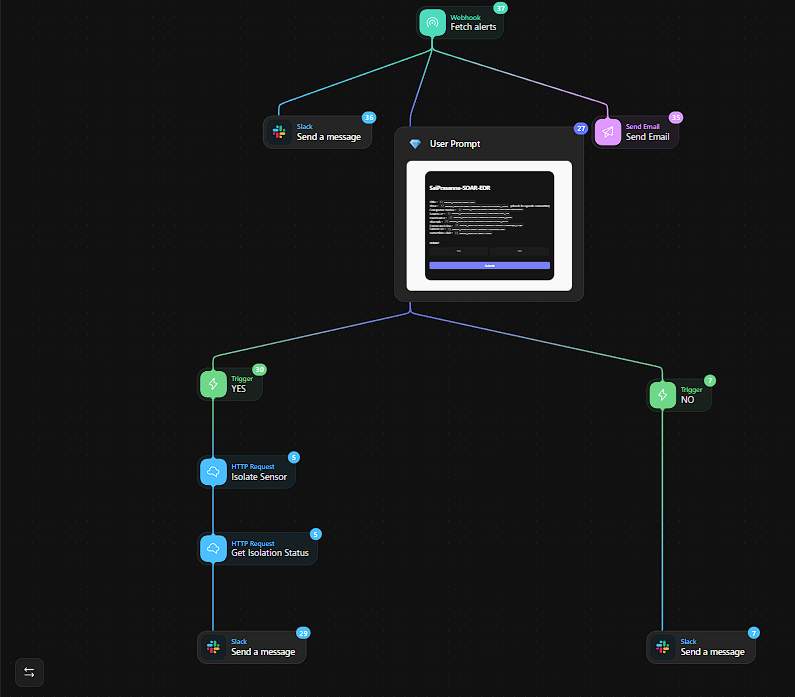 37
Webhook
Fetch alerts
36
Slack
Send a message
27
User Prompt
35
Send Email
Send Email
SaiPrasanna-SOAR-EDR
30
Trigger
YES
7
Trigger
NO
5
HTTP Request
Isolate Sensor
5
HTTP Request
Get Isolation Status
29
Slack
Send a message
7
Slack
Send a message